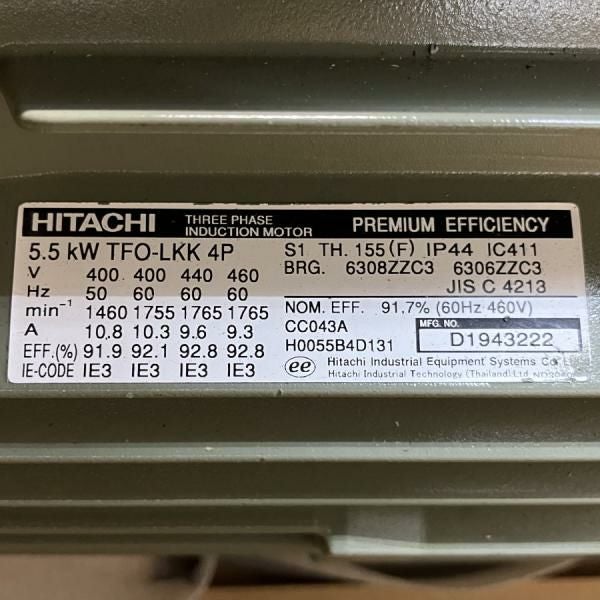 HITACHI THREE PHASE INDUCTION MOTOR PREMIUM EFFICIENCY
5.5 kW TFO-LKK 4P S1 TH. 155(F) IP44 IC411
V 400 400 440 460 BRG. 6308ZZC3 6306ZZC3
Hz 50 60 60 60 JIS C 4213
min⁻¹ 1460 1755 1765 1765 NOM. EFF. 91.7% (60Hz 460V)
A 10.8 10.3 9.6 9.3 CC043A MFG. NO.
EFF.(%) 91.9 92.1 92.8 92.8 H0055B4D131 D1943222
IE-CODE IE3 IE3 IE3 IE3 ee Hitachi Industrial Equipment Systems Co.
Hitachi Industrial Technology (Thailand) Ltd.